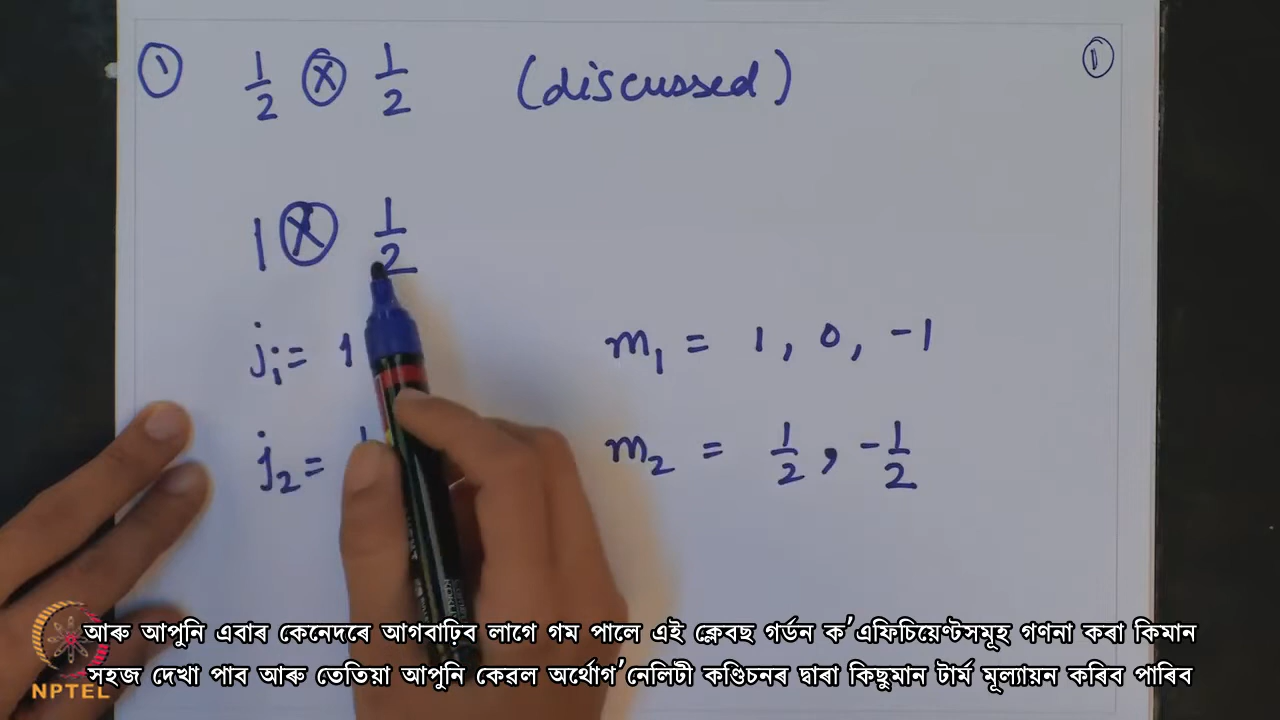 ① 1/2 ⊗ 1/2 (discussed) ①
1 ⊗ 1/2
j₁ = 1 m₁ = 1, 0, -1
j₂ = 1 m₂ = 1/2, -1/2
আৰু আপুনি এবাৰ কেনেদৰে আগবাঢ়িব লাগে গম পালে এই ক্লেবছ গৰ্ডন ক'এফিচিয়েণ্টসমূহ গণনা কৰা কিমান
সহজ দেখা পাব আৰু তেতিয়া আপুনি কেৱল অৰ্থোগ'নেলিটী কণ্ডিচনৰ দ্বাৰা কিছুমান টাৰ্ম মূল্যায়ন কৰিব পাৰিব
NPTEL